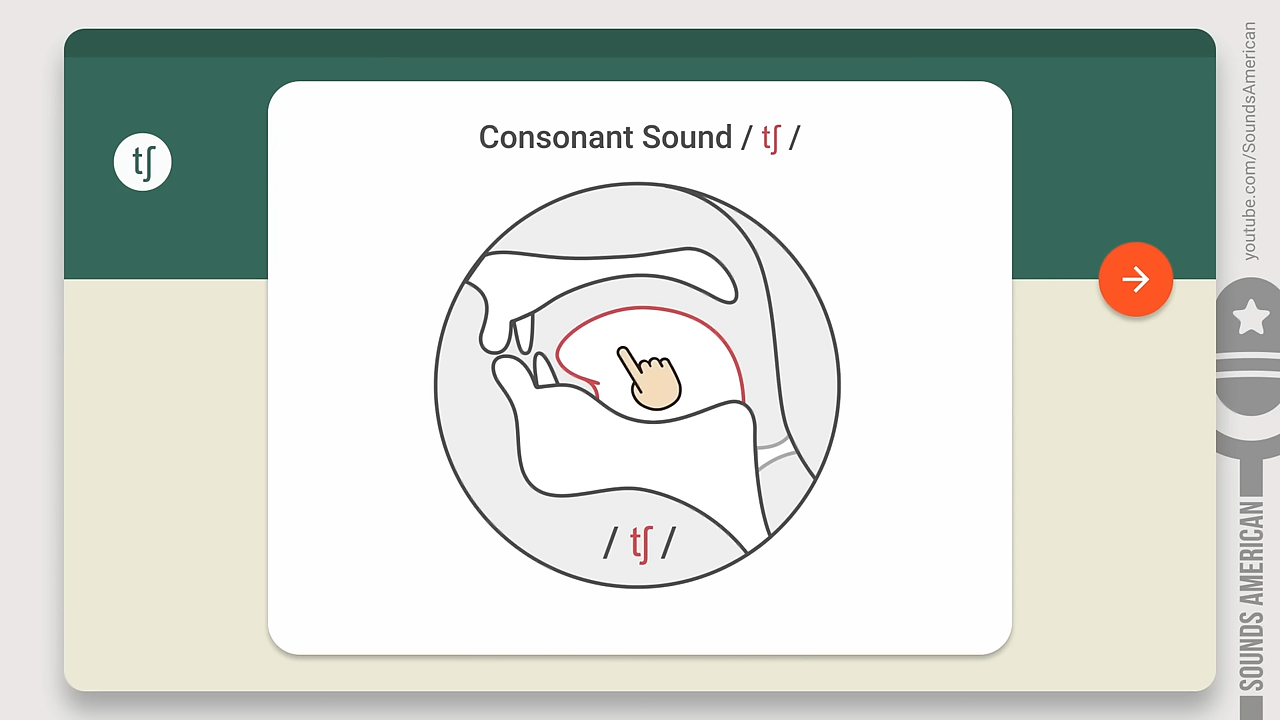 Consonant Sound / tʃ /
tʃ
/ tʃ /
youtube.com/SoundsAmerican
SOUNDS AMERICAN